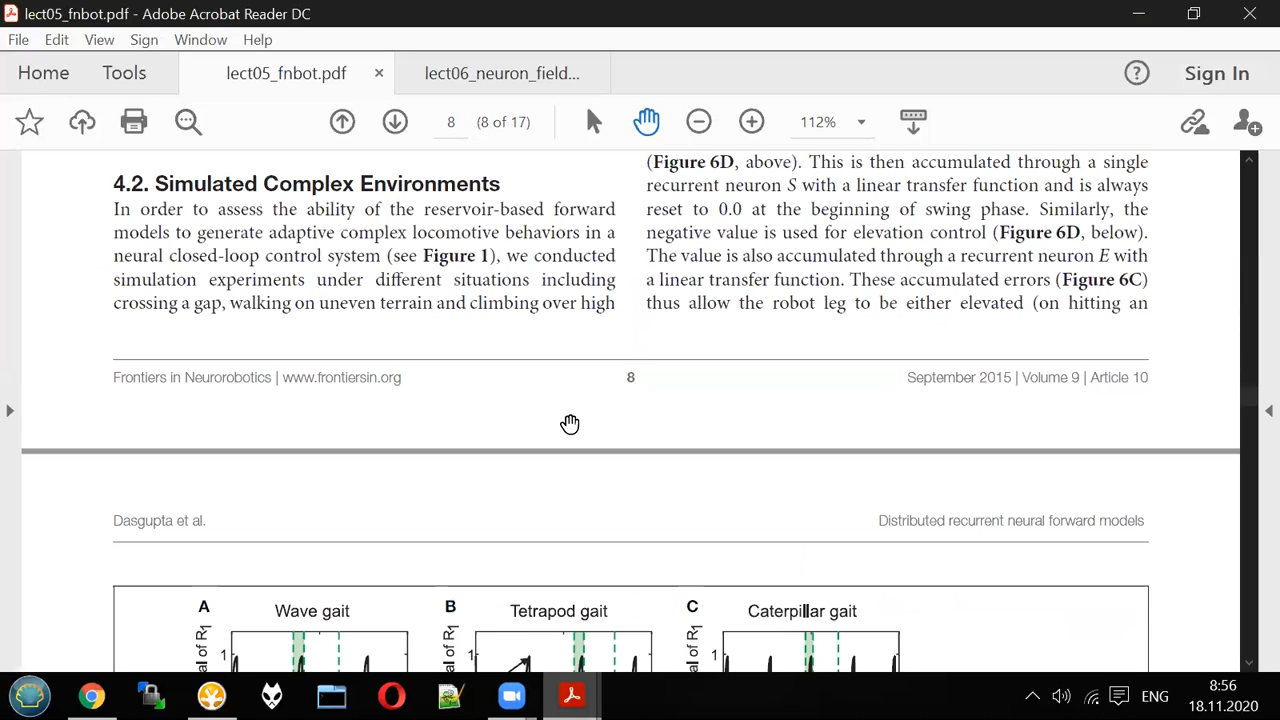 lect05_fnbot.pdf - Adobe Acrobat Reader DC
File Edit View Sign Window Help
Home Tools lect05_fnbot.pdf × lect06_neuron_field... ? Sign In
8 (8 of 17) 112%
4.2. Simulated Complex Environments
In order to assess the ability of the reservoir-based forward
models to generate adaptive complex locomotive behaviors in a
neural closed-loop control system (see Figure 1), we conducted
simulation experiments under different situations including
crossing a gap, walking on uneven terrain and climbing over high
(Figure 6D, above). This is then accumulated through a single
recurrent neuron S with a linear transfer function and is always
reset to 0.0 at the beginning of swing phase. Similarly, the
negative value is used for elevation control (Figure 6D, below).
The value is also accumulated through a recurrent neuron E with
a linear transfer function. These accumulated errors (Figure 6C)
thus allow the robot leg to be either elevated (on hitting an
Frontiers in Neurorobotics | www.frontiersin.org 8 September 2015 | Volume 9 | Article 10
Dasgupta et al. Distributed recurrent neural forward models
A Wave gait B Tetrapod gait C Caterpillar gait
al of R1 al of R1 al of R1
1 1 1
ENG
8:56
18.11.2020